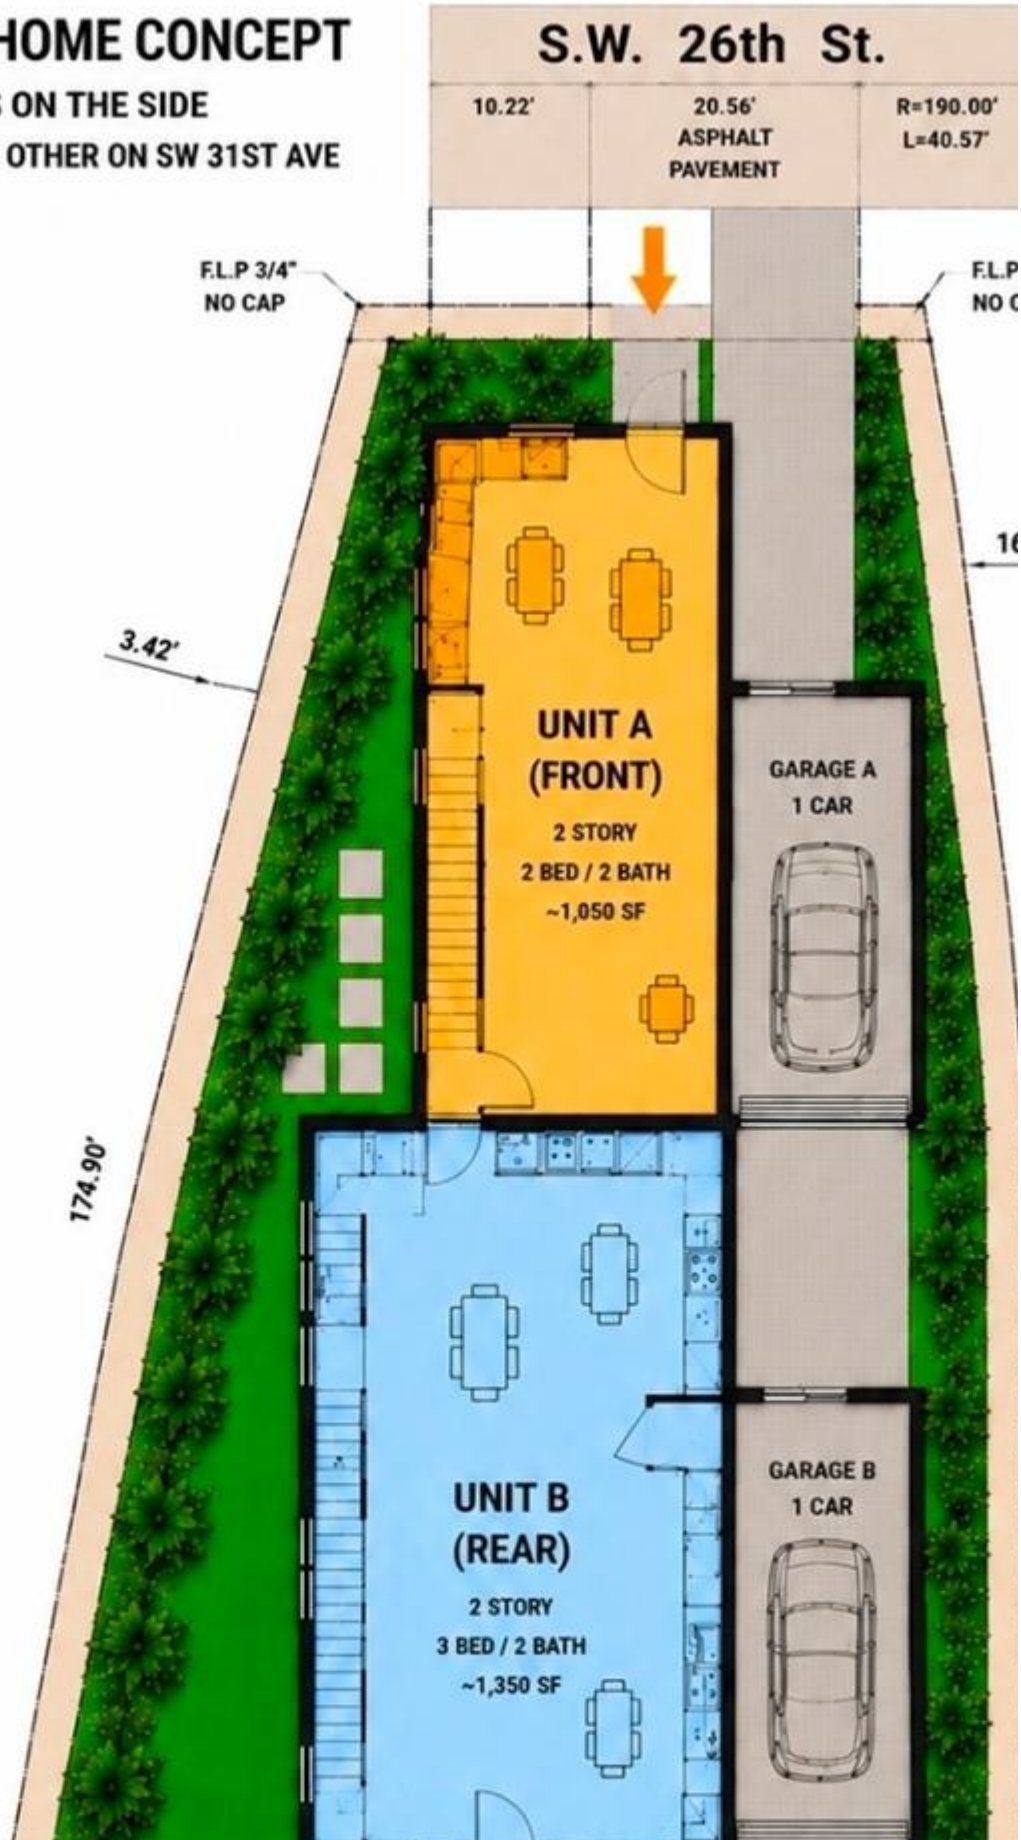 HOME CONCEPT
S ON THE SIDE
OTHER ON SW 31ST AVE
S.W. 26th St.
10.22'
20.56'
ASPHALT
PAVEMENT
R=190.00'
L=40.57'
F.L.P 3/4"
NO CAP
F.L.P
NO C
16
3.42'
174.90'
UNIT A
(FRONT)
2 STORY
2 BED / 2 BATH
~1,050 SF
GARAGE A
1 CAR
UNIT B
(REAR)
2 STORY
3 BED / 2 BATH
~1,350 SF
GARAGE B
1 CAR